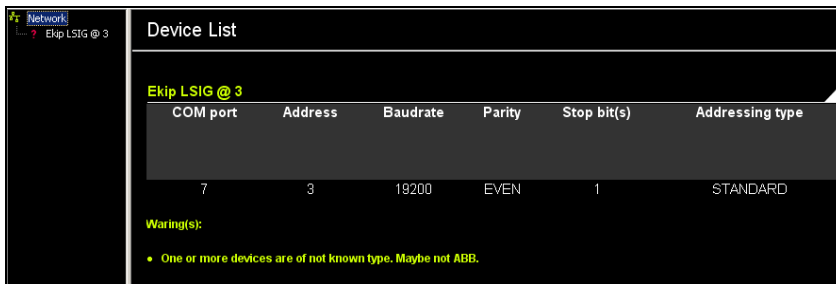 Network
? Ekip LSIG @ 3
Device List
Ekip LSIG @ 3
COM port Address Baudrate Parity Stop bit(s) Addressing type
7 3 19200 EVEN 1 STANDARD
Waring(s):
• One or more devices are of not known type. Maybe not ABB.